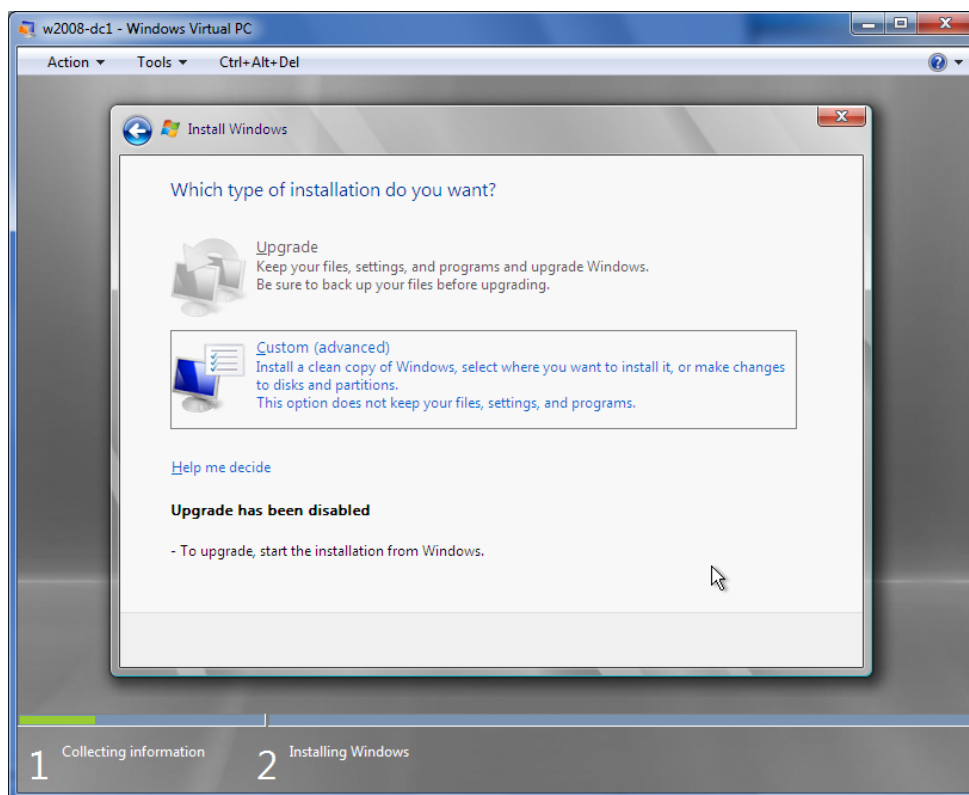 w2008-dc1 - Windows Virtual PC
Action Tools Ctrl+Alt+Del
Install Windows
Which type of installation do you want?
Upgrade
Keep your files, settings, and programs and upgrade Windows.
Be sure to back up your files before upgrading.
Custom (advanced)
Install a clean copy of Windows, select where you want to install it, or make changes
to disks and partitions.
This option does not keep your files, settings, and programs.
Help me decide
Upgrade has been disabled
- To upgrade, start the installation from Windows.
1 Collecting information 2 Installing Windows